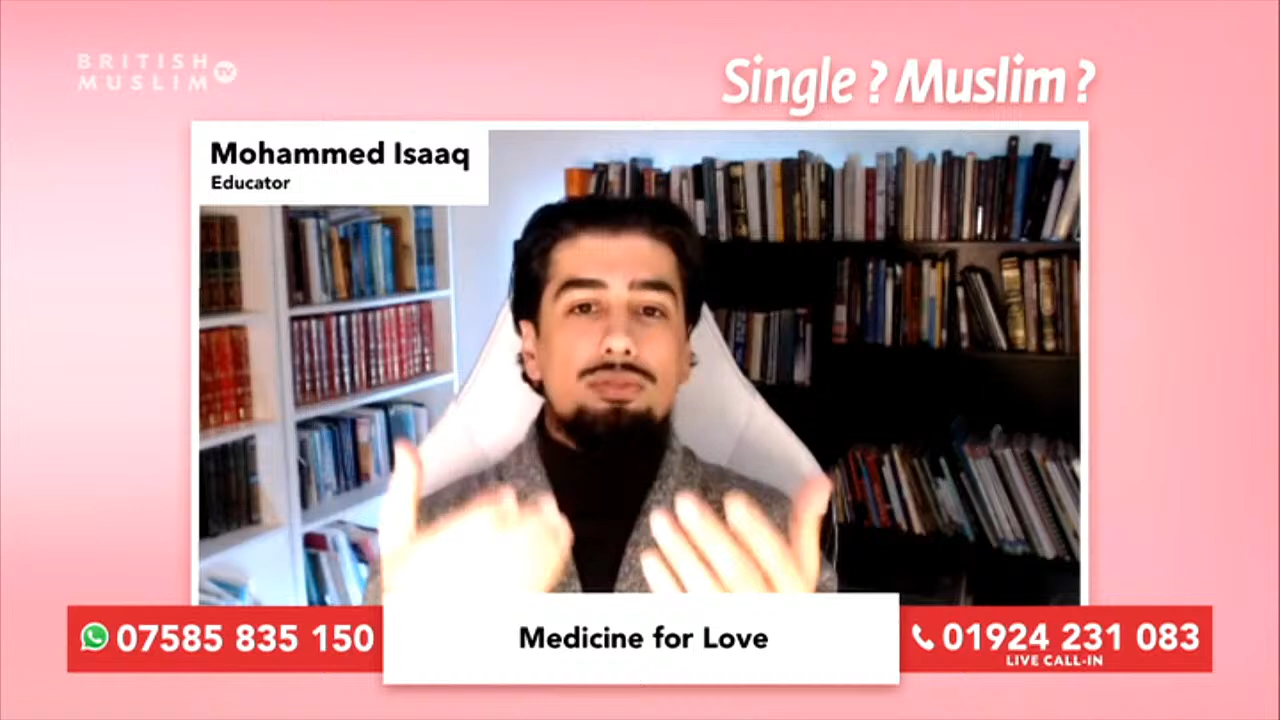 BRITISH
MUSLIM TV
Single ? Muslim ?
Mohammed Isaaq
Educator
07585 835 150
Medicine for Love
01924 231 083
LIVE CALL-IN